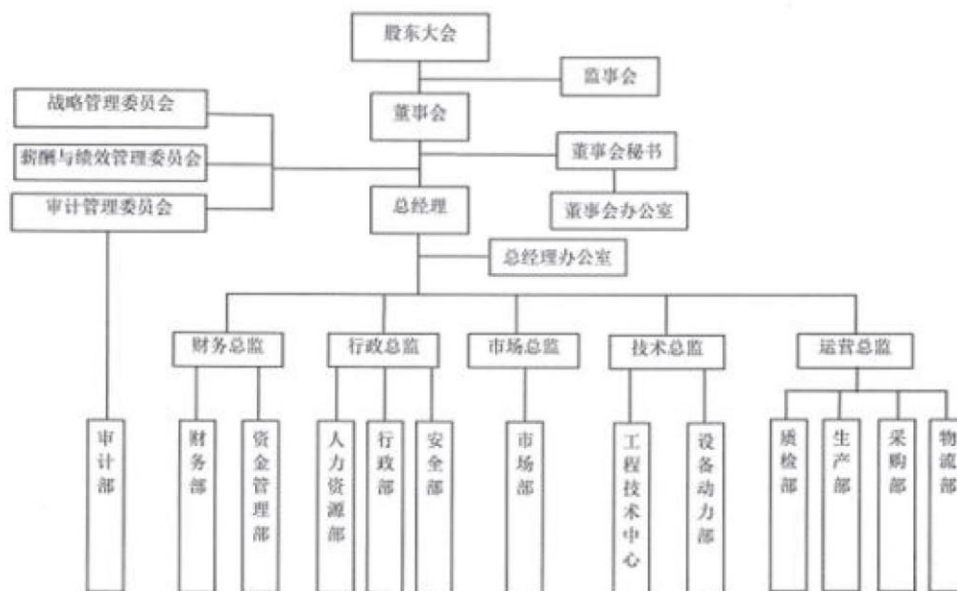 股东大会
监事会
战略管理委员会
董事会
薪酬与绩效管理委员会
董事会秘书
审计管理委员会
总经理
董事会办公室
总经理办公室
财务总监
行政总监
市场总监
技术总监
运营总监
审计部
财务部
资金管理部
人力资源部
行政部
安全部
市场部
工程技术中心
设备动力部
质检部
生产部
采购部
物流部